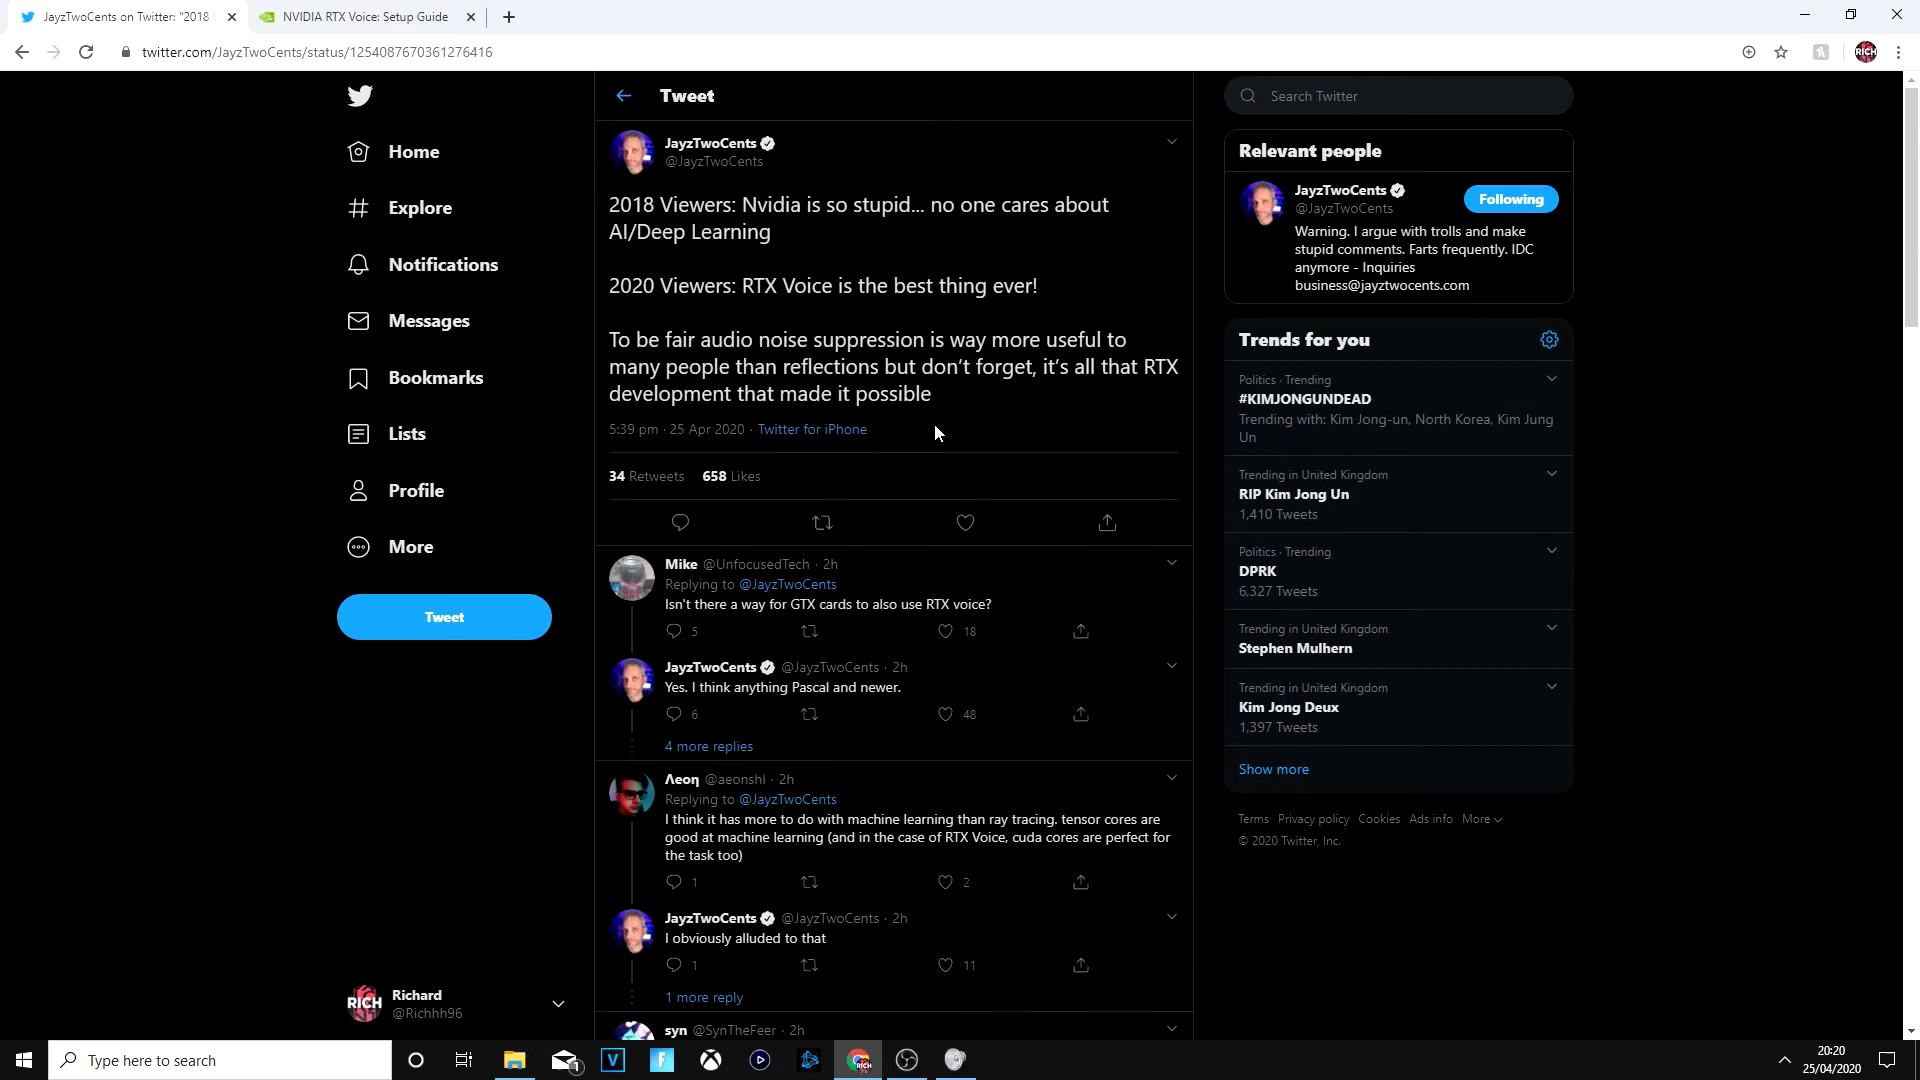 JayzTwoCents on Twitter: "2018
NVIDIA RTX Voice: Setup Guide
twitter.com/JayzTwoCents/status/1254087670361276416
RICH
Home
Explore
Notifications
Messages
Bookmarks
Lists
Profile
More
Tweet
RICH
Richard
@Richhh96
Tweet
JayzTwoCents
@JayzTwoCents
2018 Viewers: Nvidia is so stupid... no one cares about
AI/Deep Learning
2020 Viewers: RTX Voice is the best thing ever!
To be fair audio noise suppression is way more useful to
many people than reflections but don’t forget, it’s all that RTX
development that made it possible
5:39 pm · 25 Apr 2020 · Twitter for iPhone
34 Retweets 658 Likes
Mike @UnfocusedTech · 2h
Replying to @JayzTwoCents
Isn't there a way for GTX cards to also use RTX voice?
5 18
JayzTwoCents @JayzTwoCents · 2h
Yes. I think anything Pascal and newer.
6 48
4 more replies
Λeoη @aeonshl · 2h
Replying to @JayzTwoCents
I think it has more to do with machine learning than ray tracing. tensor cores are
good at machine learning (and in the case of RTX Voice, cuda cores are perfect for
the task too)
1 2
JayzTwoCents @JayzTwoCents · 2h
I obviously alluded to that
1 11
1 more reply
syn @SynTheFeer · 2h
Search Twitter
Relevant people
JayzTwoCents
@JayzTwoCents
Following
Warning. I argue with trolls and make
stupid comments. Farts frequently. IDC
anymore - Inquiries
business@jayztwocents.com
Trends for you
Politics · Trending
#KIMJONGUNDEAD
Trending with: Kim Jong-un, North Korea, Kim Jung
Un
Trending in United Kingdom
RIP Kim Jong Un
1,410 Tweets
Politics · Trending
DPRK
6,327 Tweets
Trending in United Kingdom
Stephen Mulhern
Trending in United Kingdom
Kim Jong Deux
1,397 Tweets
Show more
Terms Privacy policy Cookies Ads info More
© 2020 Twitter, Inc.
Type here to search
1
V
f
RICH
20:20
25/04/2020